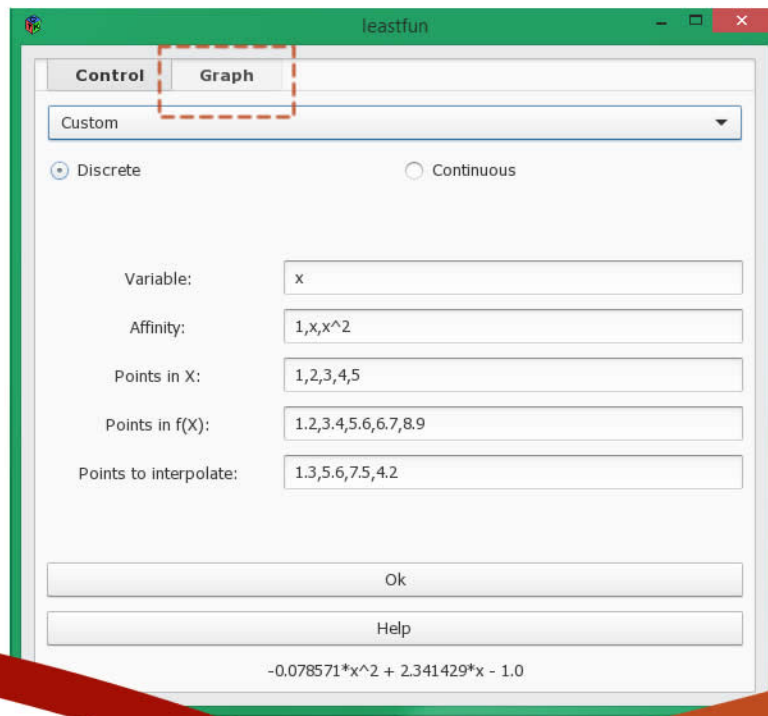 leastfun
Control Graph
Custom
Discrete Continuous
Variable: x
Affinity: 1,x,x^2
Points in X: 1,2,3,4,5
Points in f(X): 1.2,3.4,5.6,6.7,8.9
Points to interpolate: 1.3,5.6,7.5,4.2
Ok
Help
-0.078571*x^2 + 2.341429*x - 1.0